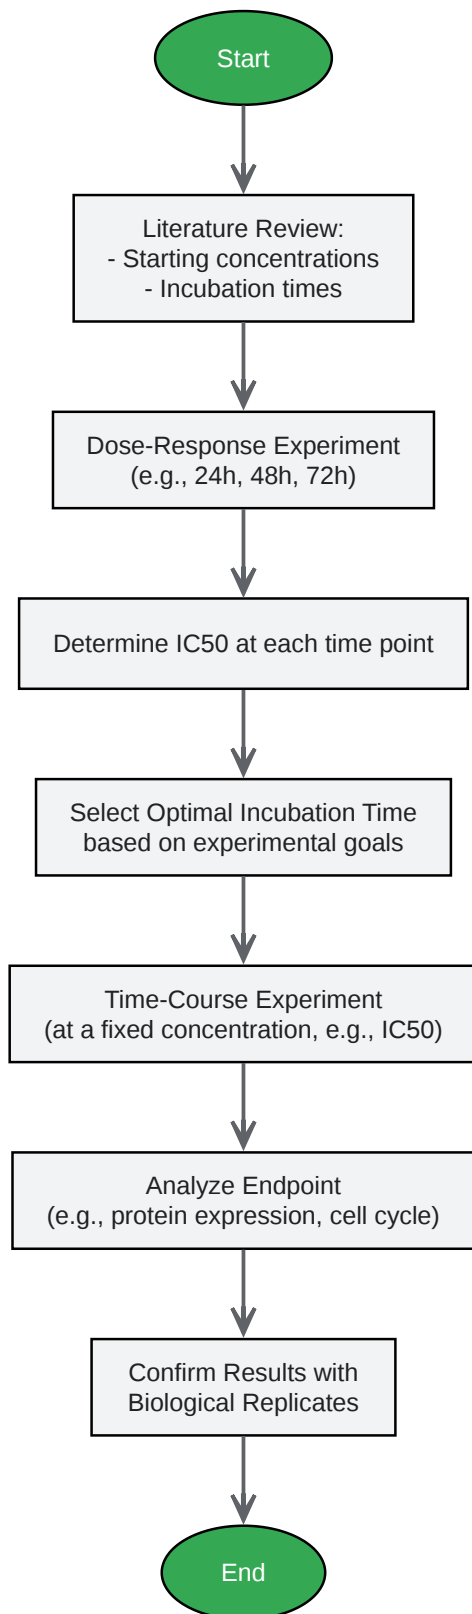 Start
Literature Review:
- Starting concentrations
- Incubation times
Dose-Response Experiment
(e.g., 24h, 48h, 72h)
Determine IC50 at each time point
Select Optimal Incubation Time
based on experimental goals
Time-Course Experiment
(at a fixed concentration, e.g., IC50)
Analyze Endpoint
(e.g., protein expression, cell cycle)
Confirm Results with
Biological Replicates
End